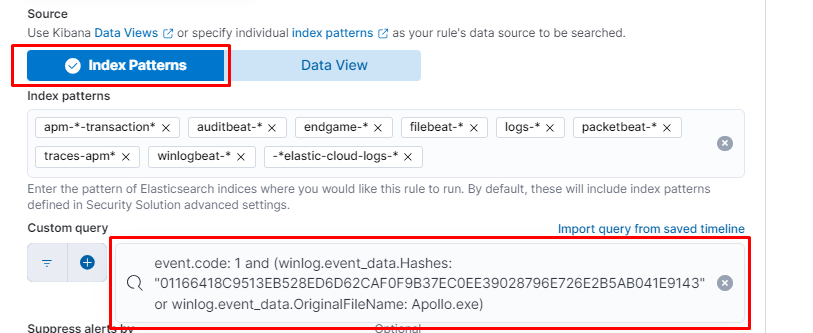 Source
Use Kibana Data Views or specify individual index patterns as your rule's data source to be searched.
Index Patterns Data View
Index patterns
apm-*-transaction* auditbeat-* endgame-* filebeat-* logs-* packetbeat-*
traces-apm* winlogbeat-* -*elastic-cloud-logs-*
Enter the pattern of Elasticsearch indices where you would like this rule to run. By default, these will include index patterns
defined in Security Solution advanced settings.
Custom query Import query from saved timeline
event.code: 1 and (winlog.event_data.Hashes:
"01166418C9513EB528ED6D62CAF0F9B37EC0EE39028796E726E2B5AB041E9143"
or winlog.event_data.OriginalFileName: Apollo.exe)
Suppress alerts by Optional